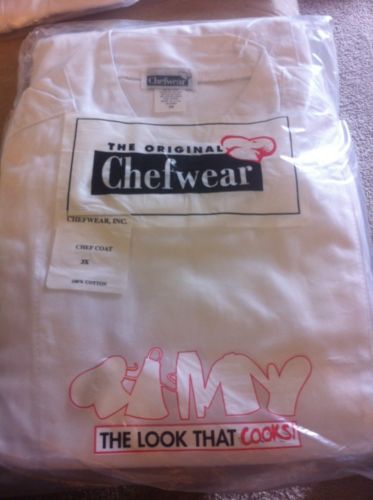 Chefwear
THE ORIGINAL
Chefwear
CHEFWEAR, INC.
CHEF COAT
3X
100% COTTON
THE LOOK THAT COOKS!